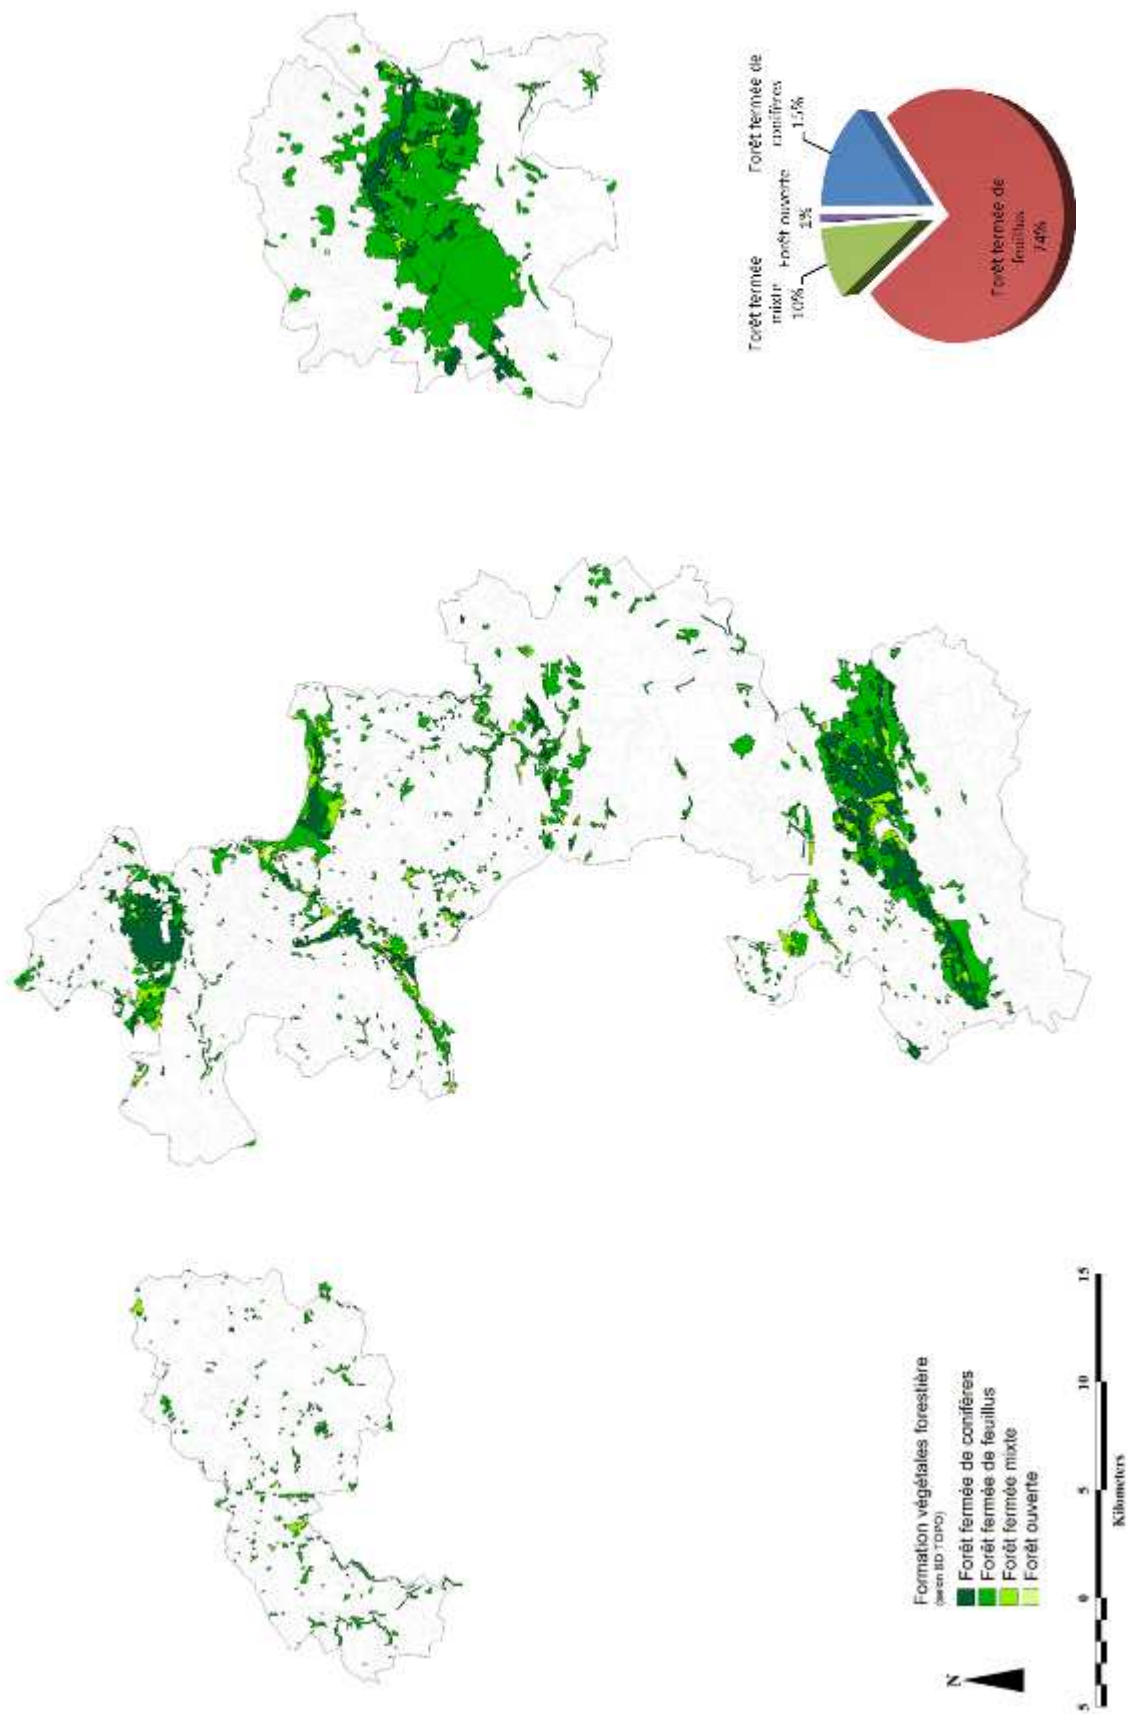 Forêt fermée de
conifères
15%
Forêt ouverte
1%
Forêt fermée
mixte
10%
Forêt fermée de
feuillus
74%
Formation végétales forestière
(selon BD TOPO)
Forêt fermée de conifères
Forêt fermée de feuillus
Forêt fermée mixte
Forêt ouverte
N
5 0 5 10 15
Kilometers